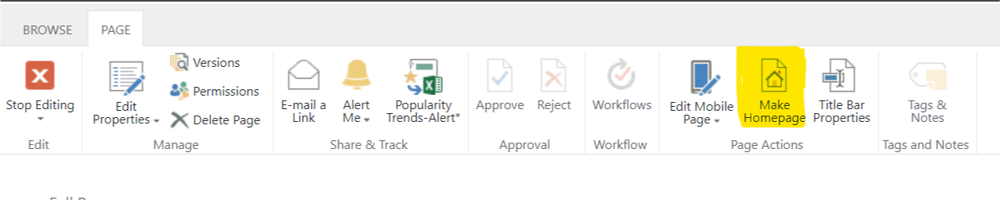 BROWSE PAGE
Stop Editing
Edit
Edit
Properties
Versions
Permissions
Delete Page
Manage
E-mail a
Link
Alert
Me
Popularity
Trends-Alert*
Share & Track
Approve
Reject
Approval
Workflows
Workflow
Edit Mobile
Page
Make
Homepage
Title Bar
Properties
Page Actions
Tags &
Notes
Tags and Notes